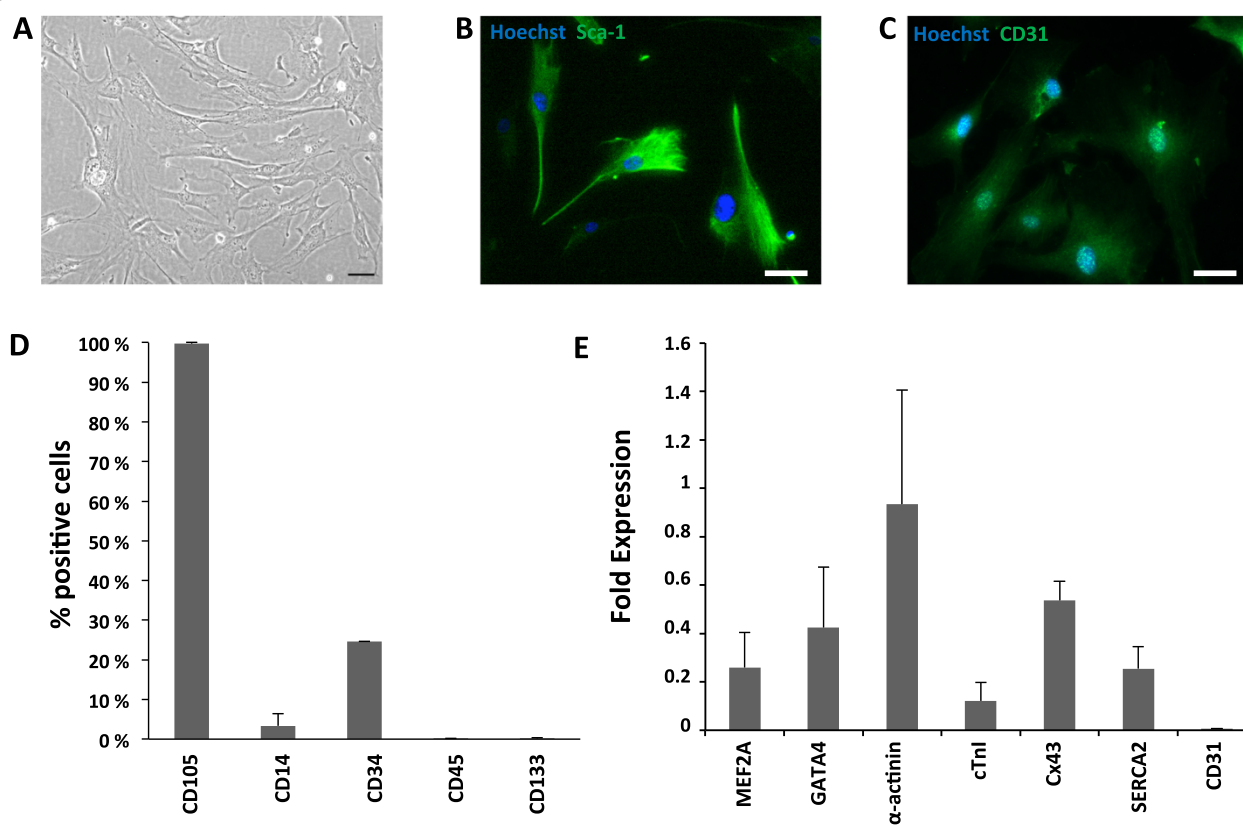 A
B
Hoechst Sca-1
C
Hoechst CD31
D
100 %
90 %
80 %
70 %
60 %
50 %
40 %
30 %
20 %
10 %
0 %
% positive cells
CD105
CD14
CD34
CD45
CD133
E
1.6
1.4
1.2
1
0.8
0.6
0.4
0.2
0
Fold Expression
MEF2A
GATA4
α-actinin
cTnI
Cx43
SERCA2
CD31